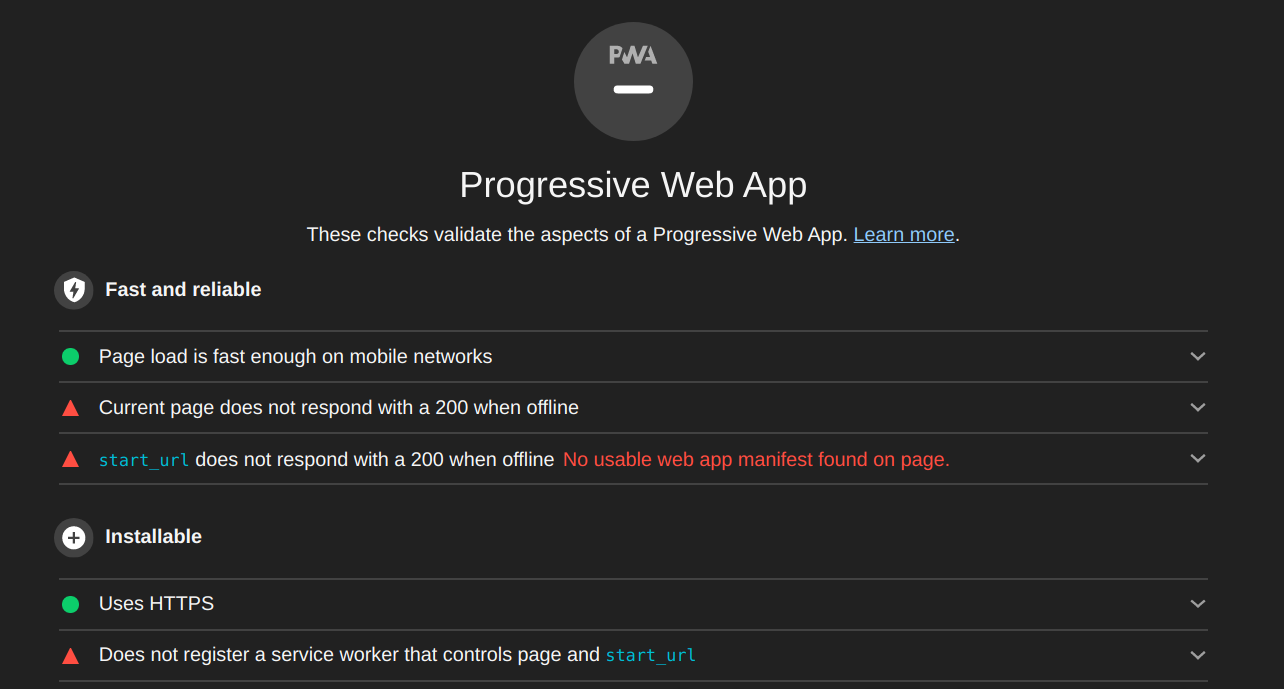 PWA
Progressive Web App
These checks validate the aspects of a Progressive Web App. Learn more.
Fast and reliable
Page load is fast enough on mobile networks
Current page does not respond with a 200 when offline
start_url does not respond with a 200 when offline No usable web app manifest found on page.
Installable
Uses HTTPS
Does not register a service worker that controls page and start_url